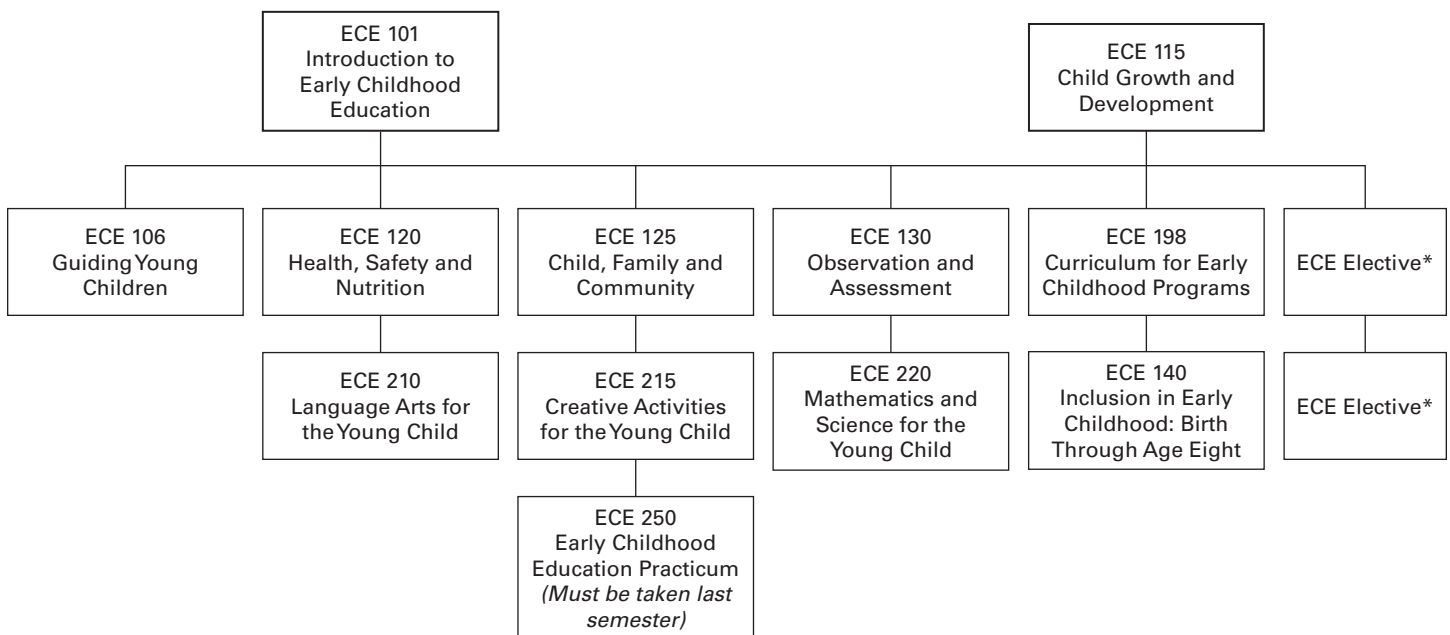 ECE 101
Introduction to
Early Childhood
Education
ECE 115
Child Growth and
Development
ECE 106
Guiding Young
Children
ECE 120
Health, Safety and
Nutrition
ECE 125
Child, Family and
Community
ECE 130
Observation and
Assessment
ECE 198
Curriculum for Early
Childhood Programs
ECE Elective*
ECE 210
Language Arts for
the Young Child
ECE 215
Creative Activities
for the Young Child
ECE 220
Mathematics and
Science for the
Young Child
ECE 140
Inclusion in Early
Childhood: Birth
Through Age Eight
ECE Elective*
ECE 250
Early Childhood
Education Practicum
(Must be taken last
semester)